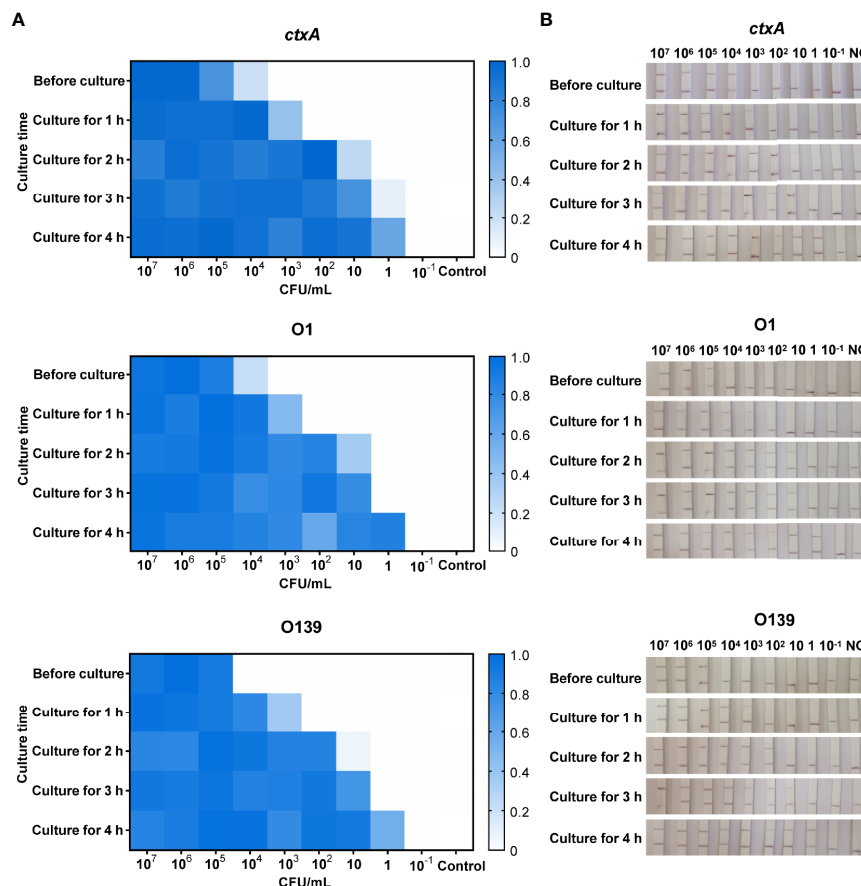 A
ctxA
Culture time
Before culture
Culture for 1 h
Culture for 2 h
Culture for 3 h
Culture for 4 h
10⁷ 10⁶ 10⁵ 10⁴ 10³ 10² 10 1 10⁻¹ Control
CFU/mL
1.0
0.8
0.6
0.4
0.2
0
O1
Culture time
Before culture
Culture for 1 h
Culture for 2 h
Culture for 3 h
Culture for 4 h
10⁷ 10⁶ 10⁵ 10⁴ 10³ 10² 10 1 10⁻¹ Control
CFU/mL
1.0
0.8
0.6
0.4
0.2
0
O139
Culture time
Before culture
Culture for 1 h
Culture for 2 h
Culture for 3 h
Culture for 4 h
10⁷ 10⁶ 10⁵ 10⁴ 10³ 10² 10 1 10⁻¹ Control
CFU/mL
1.0
0.8
0.6
0.4
0.2
0
B
ctxA
10⁷ 10⁶ 10⁵ 10⁴ 10³ 10² 10 1 10⁻¹ NC
Before culture
Culture for 1 h
Culture for 2 h
Culture for 3 h
Culture for 4 h
O1
10⁷ 10⁶ 10⁵ 10⁴ 10³ 10² 10 1 10⁻¹ NC
Before culture
Culture for 1 h
Culture for 2 h
Culture for 3 h
Culture for 4 h
O139
10⁷ 10⁶ 10⁵ 10⁴ 10³ 10² 10 1 10⁻¹ NC
Before culture
Culture for 1 h
Culture for 2 h
Culture for 3 h
Culture for 4 h